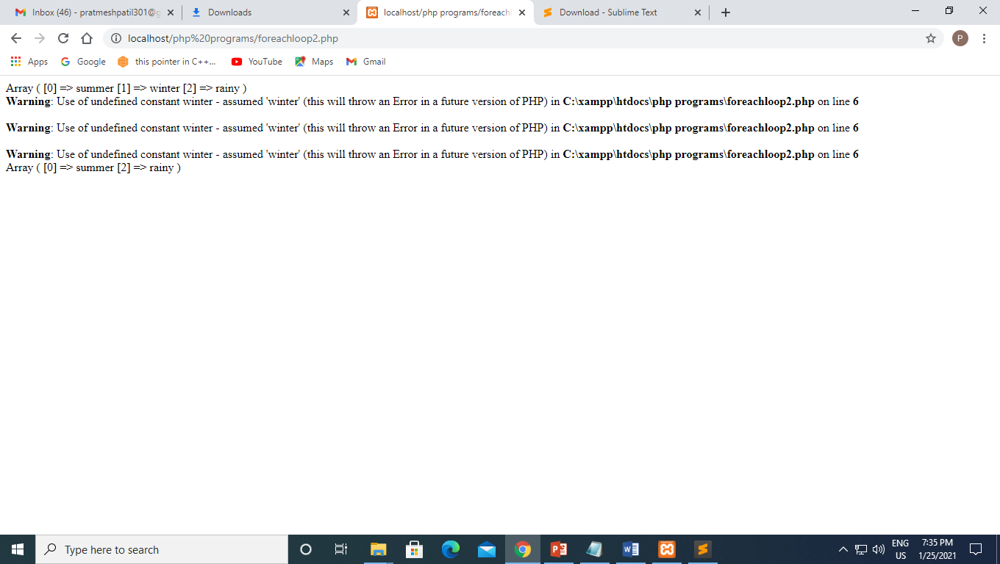 Inbox (46) - pratmeshpatil301@g
Downloads
localhost/php programs/foreachl
Download - Sublime Text
localhost/php%20programs/foreachloop2.php
P
Apps
Google
this pointer in C++...
YouTube
Maps
Gmail
Array ( [0] => summer [1] => winter [2] => rainy )
Warning: Use of undefined constant winter - assumed 'winter' (this will throw an Error in a future version of PHP) in C:\xampp\htdocs\php programs\foreachloop2.php on line 6
Warning: Use of undefined constant winter - assumed 'winter' (this will throw an Error in a future version of PHP) in C:\xampp\htdocs\php programs\foreachloop2.php on line 6
Warning: Use of undefined constant winter - assumed 'winter' (this will throw an Error in a future version of PHP) in C:\xampp\htdocs\php programs\foreachloop2.php on line 6
Array ( [0] => summer [2] => rainy )
Type here to search
ENG
US
7:35 PM
1/25/2021